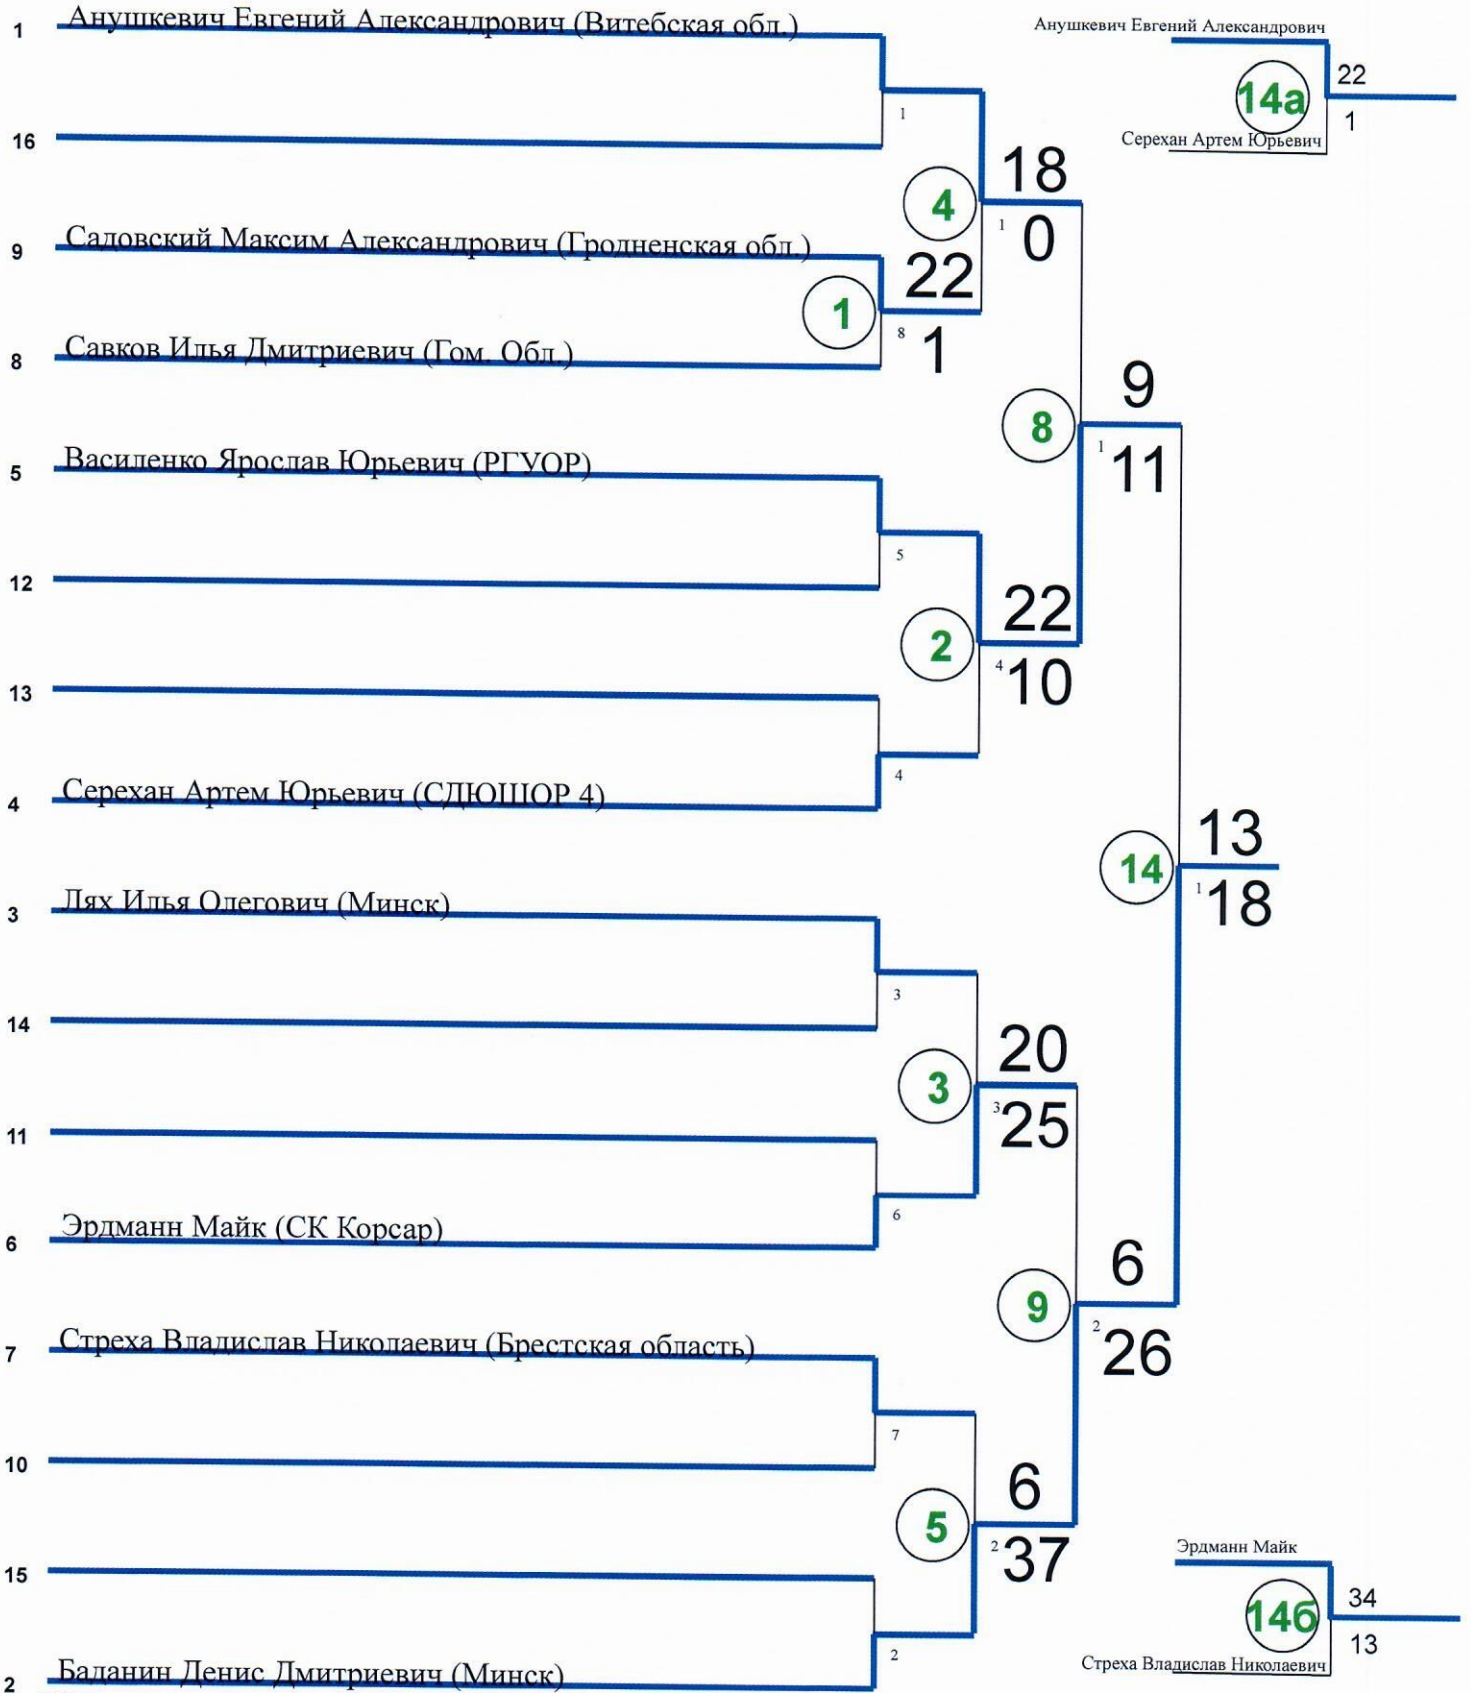 1 Анушкевич Евгений Александрович (Витебская обл.)
Анушкевич Евгений Александрович
22
14а
1
Серехан Артем Юрьевич
1
16
18
4
1 0
9 Садовский Максим Александрович (Гродненская обл.)
22
1
8 1
8 Савков Илья Дмитриевич (Гом. Обл.)
9
8
1 11
5 Василенко Ярослав Юрьевич (РГУОР)
5
12
22
2
4 10
13
4
4 Серехан Артем Юрьевич (СДЮШОР 4)
13
14
1 18
3 Лях Илья Олегович (Минск)
3
14
20
3
3 25
11
6
6 Эрдманн Майк (СК Корсар)
6
9
2 26
7 Стреха Владислав Николаевич (Брестская область)
7
10
6
5
2 37
15
Эрдманн Майк
34
14б
13
Стреха Владислав Николаевич
2
2 Баданин Денис Дмитриевич (Минск)